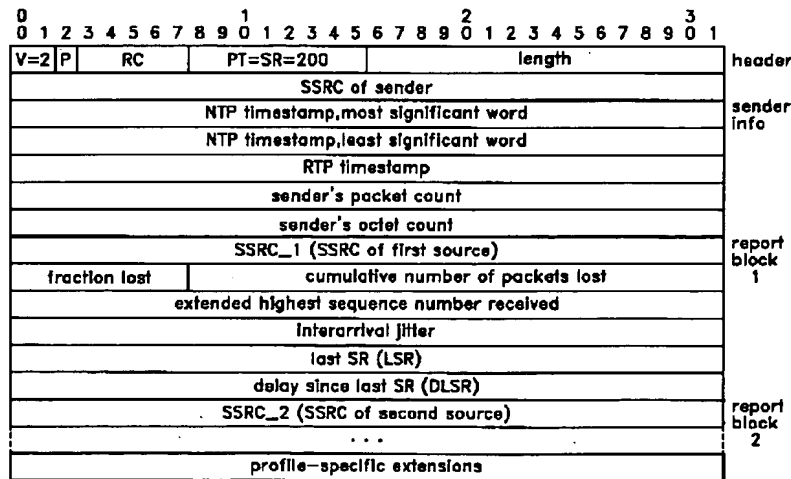 0 1 2 3
0 1 2 3 4 5 6 7 8 9 0 1 2 3 4 5 6 7 8 9 0 1 2 3 4 5 6 7 8 9 0 1
V=2 P RC PT=SR=200 length header
SSRC of sender
NTP timestamp,most significant word sender
info
NTP timestamp,least significant word
RTP timestamp
sender's packet count
sender's octet count
SSRC_1 (SSRC of first source) report
block
1
fraction lost cumulative number of packets lost
extended highest sequence number received
interarrival jitter
last SR (LSR)
delay since last SR (DLSR)
SSRC_2 (SSRC of second source) report
block
2
...
profile-specific extensions